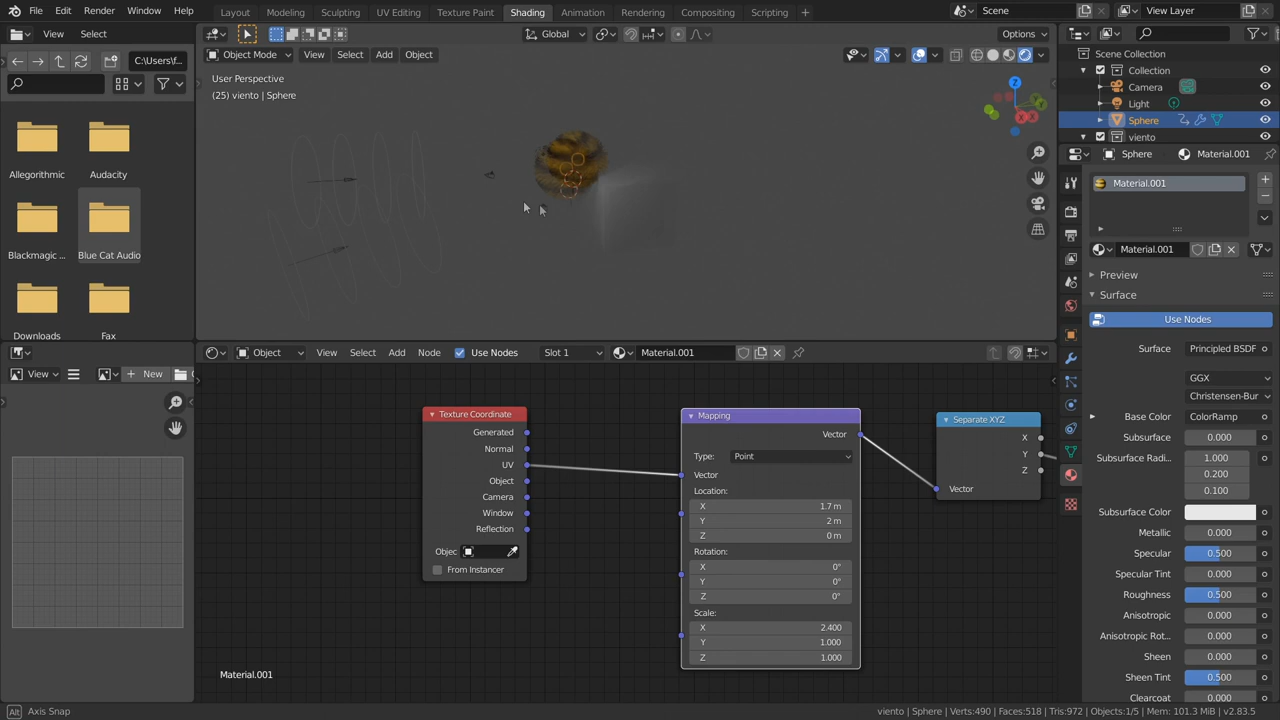 File Edit Render Window Help Layout Modeling Sculpting UV Editing Texture Paint Shading Animation Rendering Compositing Scripting + Scene View Layer
View Select Global Options
C:\Users\f... Object Mode View Select Add Object Scene Collection
User Perspective
(25) viento | Sphere
Collection
Camera
Light
Sphere
viento
Z
Y
X
Sphere Material.001
Allegorithmic Audacity
Blackmagic ... Blue Cat Audio
Downloads Fax
Material.001
Material.001
Preview
Surface
Use Nodes
Surface Principled BSDF
GGX
Christensen-Bur
Base Color ColorRamp
Subsurface 0.000
Subsurface Radi... 1.000
0.200
0.100
Subsurface Color
Metallic 0.000
Specular 0.500
Specular Tint 0.000
Roughness 0.500
Anisotropic 0.000
Anisotropic Rot... 0.000
Sheen 0.000
Sheen Tint 0.500
Clearcoat 0.000
Object View Select Add Node Use Nodes Slot 1 Material.001
View New
Texture Coordinate
Generated
Normal
UV
Object
Camera
Window
Reflection
Objec
From Instancer
Mapping
Vector
Type: Point
Vector
Location:
X 1.7 m
Y 2 m
Z 0 m
Rotation:
X 0°
Y 0°
Z 0°
Scale:
X 2.400
Y 1.000
Z 1.000
Separate XYZ
X
Y
Z
Vector
Material.001
Alt Axis Snap
viento | Sphere | Verts:490 | Faces:518 | Tris:972 | Objects:1/5 | Mem: 101.3 MiB | v2.83.5